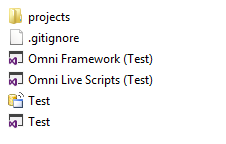 projects
.gitignore
Omni Framework (Test)
Omni Live Scripts (Test)
Test
Test